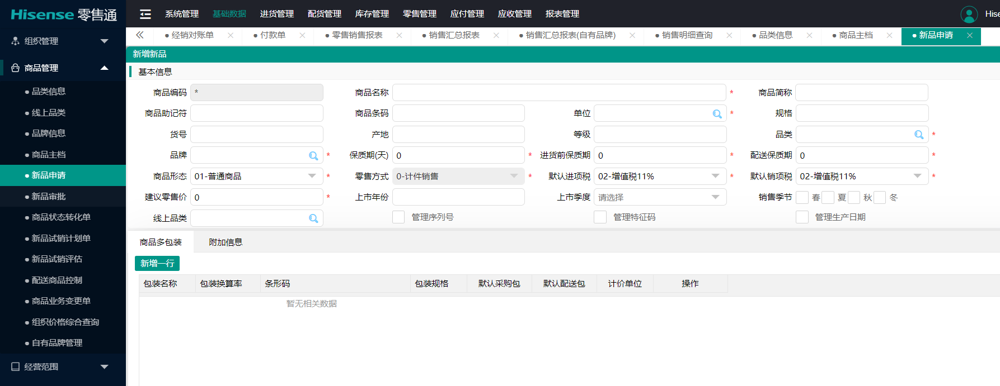 Hisense 零售通
系统管理 基础数据 进货管理 配货管理 库存管理 零售管理 应付管理 应收管理 报表管理
经销对账单 付款单 零售销售报表 销售汇总报表 销售汇总报表(自有品牌) 销售明细查询 品类信息 商品主档 新品申请
组织管理
商品管理
品类信息
线上品类
品牌信息
商品主档
新品申请
新品审批
商品状态转化单
新品试销计划单
新品试销评估
配送商品控制
商品业务变更单
组织价格综合查询
自有品牌管理
经营范围
新增新品
基本信息
商品编码 * 商品名称 * 商品简称
商品助记符 商品条码 单位 * 规格
货号 产地 等级 品类 *
品牌 * 保质期(天) 0 * 进货前保质期 0 * 配送保质期 0 *
商品形态 01-普通商品 * 零售方式 0-计件销售 * 默认进项税 02-增值税11% * 默认销项税 02-增值税11% *
建议零售价 0 * 上市年份 上市季度 请选择 销售季节 春 夏 秋 冬
线上品类 管理序列号 管理特征码 管理生产日期
商品多包装 附加信息
新增一行
包装名称 包装换算率 条形码 包装规格 默认采购包 默认配送包 计价单位 操作
暂无相关数据